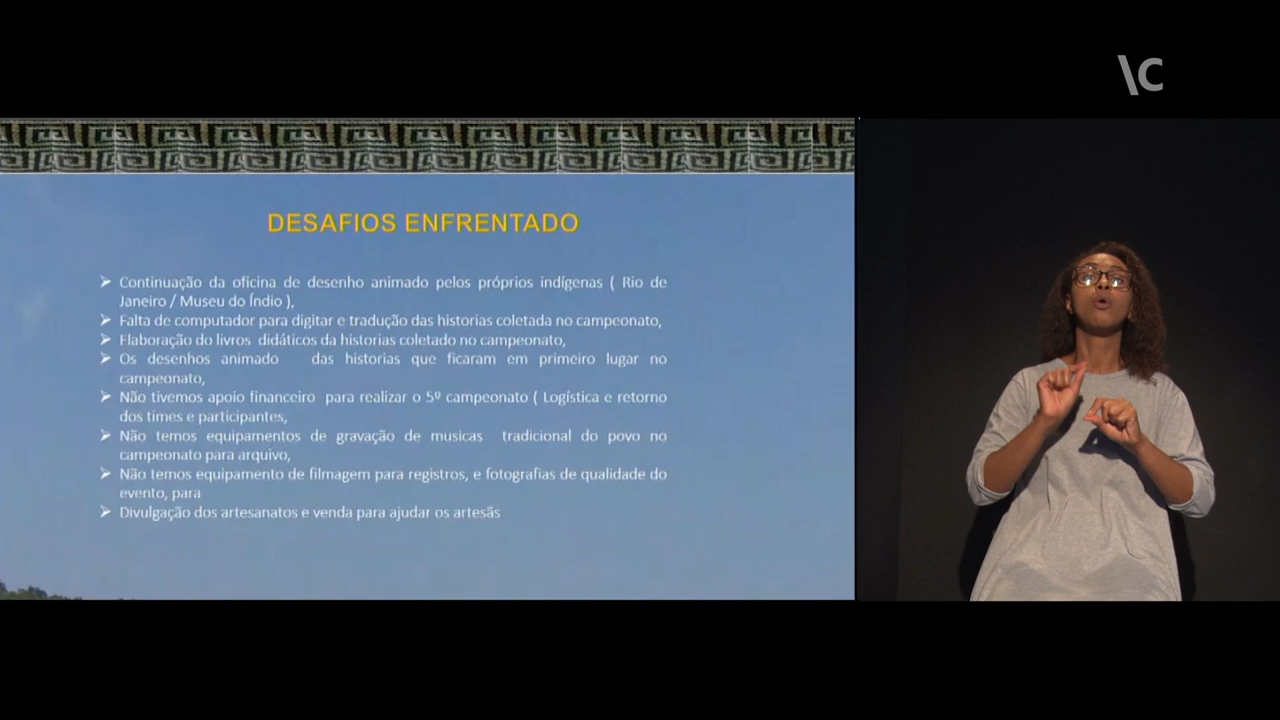 \C
DESAFIOS ENFRENTADO
➢ Continuação da oficina de desenho animado pelos próprios indígenas ( Rio de
Janeiro / Museu do Índio ),
➢ Falta de computador para digitar e tradução das historias coletada no campeonato,
➢ Elaboração do livros didáticos da historias coletado no campeonato,
➢ Os desenhos animado das historias que ficaram em primeiro lugar no
campeonato,
➢ Não tivemos apoio financeiro para realizar o 5º campeonato ( Logística e retorno
dos times e participantes,
➢ Não temos equipamentos de gravação de musicas tradicional do povo no
campeonato para arquivo,
➢ Não temos equipamento de filmagem para registros, e fotografias de qualidade do
evento, para
➢ Divulgação dos artesanatos e venda para ajudar os artesãs